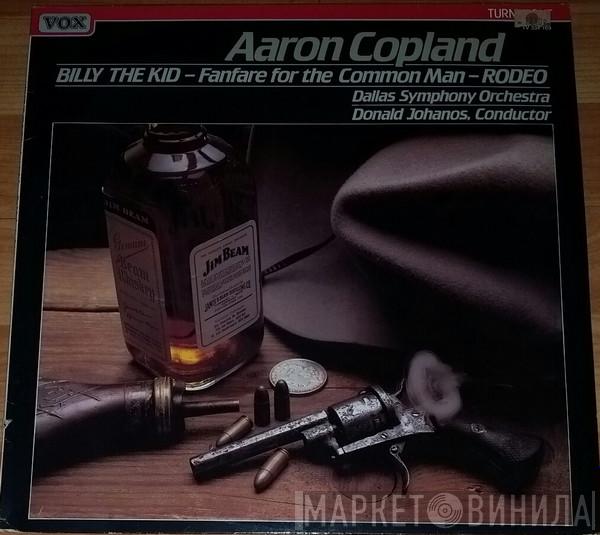 VOX
Aaron Copland
BILLY THE KID – Fanfare for the Common Man – RODEO
Dallas Symphony Orchestra
Donald Johanos, Conductor
JIM BEAM
JIM BEAM
МАРКЕТ ВИНИЛА